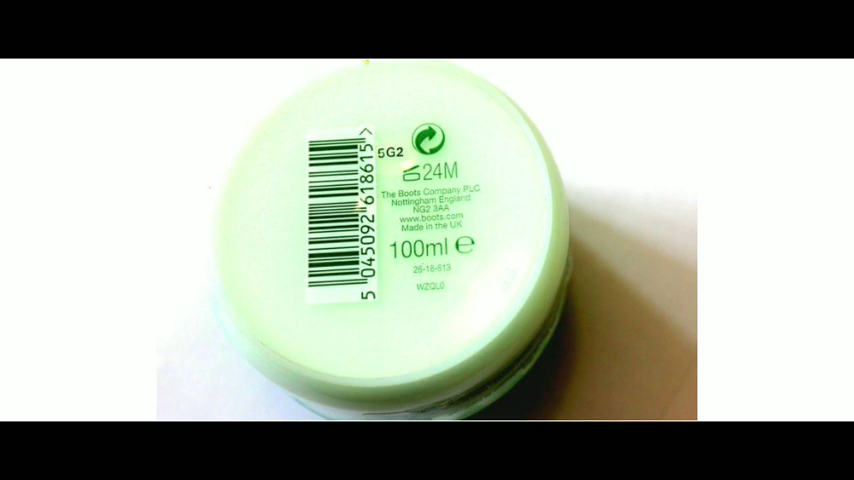 5 045092 618615 >
5G2
24M
The Boots Company PLC
Nottingham England
NG2 3AA
www.boots.com
Made in the UK
100ml ℮
26-16-613
WZQL0